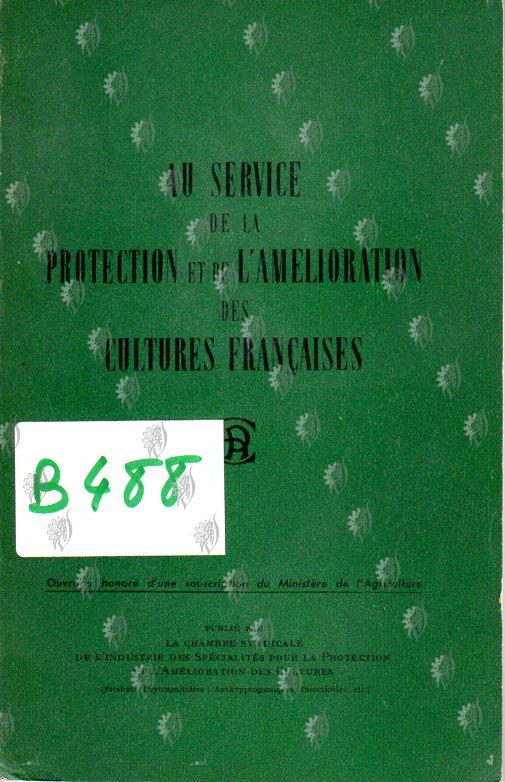 AU SERVICE
DE LA
PROTECTION ET DE L'AMELIORATION
DES
CULTURES FRANÇAISES
B 488
Ouvrage honoré d'une souscription du Ministère de l'Agriculture
PUBLIÉ PAR
LA CHAMBRE SYNDICALE
DE L'INDUSTRIE DES SPÉCIALITÉS POUR LA PROTECTION
L'AMÉLIORATION DES CULTURES
(Produits Phytosanitaires : Anticryptogamiques, Insecticides, etc.)